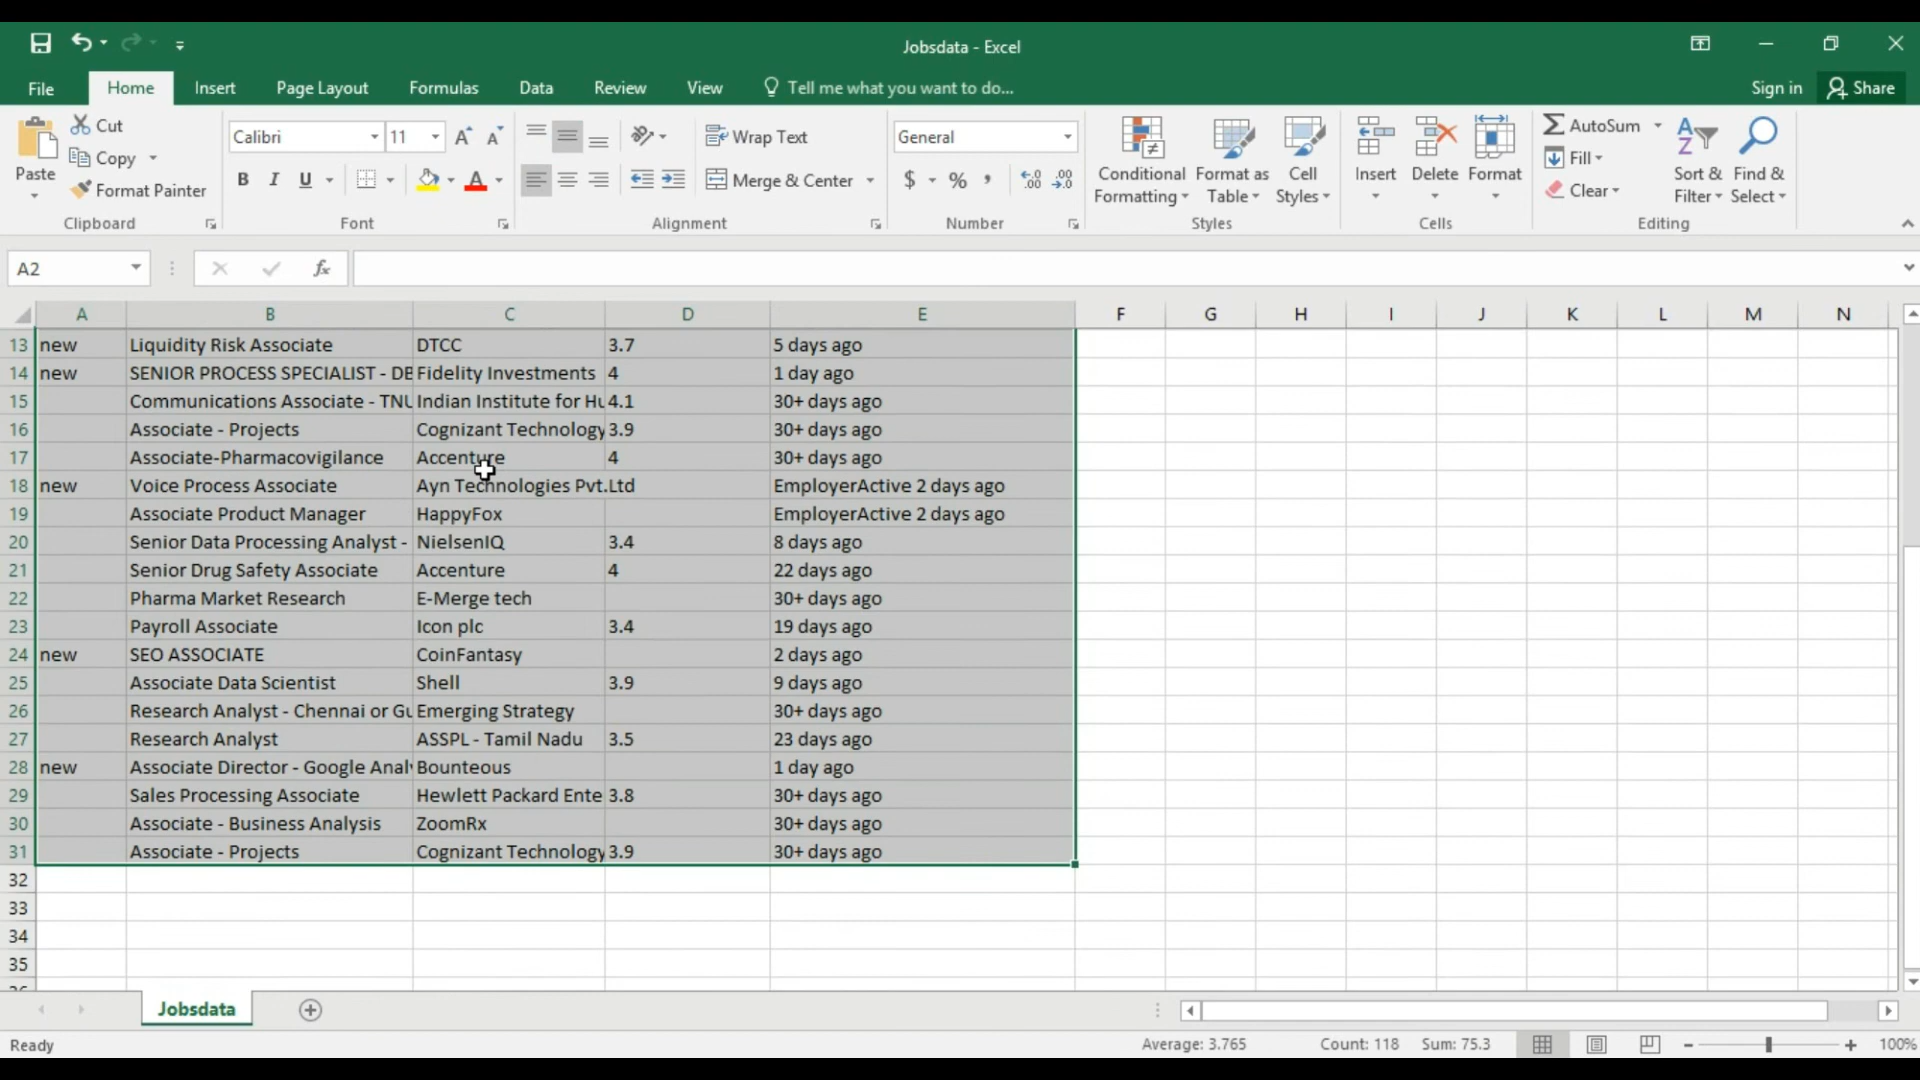 Jobsdata - Excel
File Home Insert Page Layout Formulas Data Review View Tell me what you want to do... Sign in Share
Paste Cut Copy Format Painter Clipboard
Calibri 11 B I U A Font
Wrap Text Merge & Center Alignment
General $ % Number
Conditional Formatting Format as Table Cell Styles Styles
Insert Delete Format Cells
AutoSum Fill Clear Sort & Filter Find & Select Editing
A2 fx
A B C D E F G H I J K L M N
13 new Liquidity Risk Associate DTCC 3.7 5 days ago
14 new SENIOR PROCESS SPECIALIST - DE Fidelity Investments 4 1 day ago
15 Communications Associate - TNU Indian Institute for Hu 4.1 30+ days ago
16 Associate - Projects Cognizant Technology 3.9 30+ days ago
17 Associate-Pharmacovigilance Accenture 4 30+ days ago
18 new Voice Process Associate Ayn Technologies Pvt.Ltd EmployerActive 2 days ago
19 Associate Product Manager HappyFox EmployerActive 2 days ago
20 Senior Data Processing Analyst - NielsenIQ 3.4 8 days ago
21 Senior Drug Safety Associate Accenture 4 22 days ago
22 Pharma Market Research E-Merge tech 30+ days ago
23 Payroll Associate Icon plc 3.4 19 days ago
24 new SEO ASSOCIATE CoinFantasy 2 days ago
25 Associate Data Scientist Shell 3.9 9 days ago
26 Research Analyst - Chennai or Gu Emerging Strategy 30+ days ago
27 Research Analyst ASSPL - Tamil Nadu 3.5 23 days ago
28 new Associate Director - Google Analy Bounteous 1 day ago
29 Sales Processing Associate Hewlett Packard Ente 3.8 30+ days ago
30 Associate - Business Analysis ZoomRx 30+ days ago
31 Associate - Projects Cognizant Technology 3.9 30+ days ago
32
33
34
35
Jobsdata
Ready Average: 3.765 Count: 118 Sum: 75.3 100%